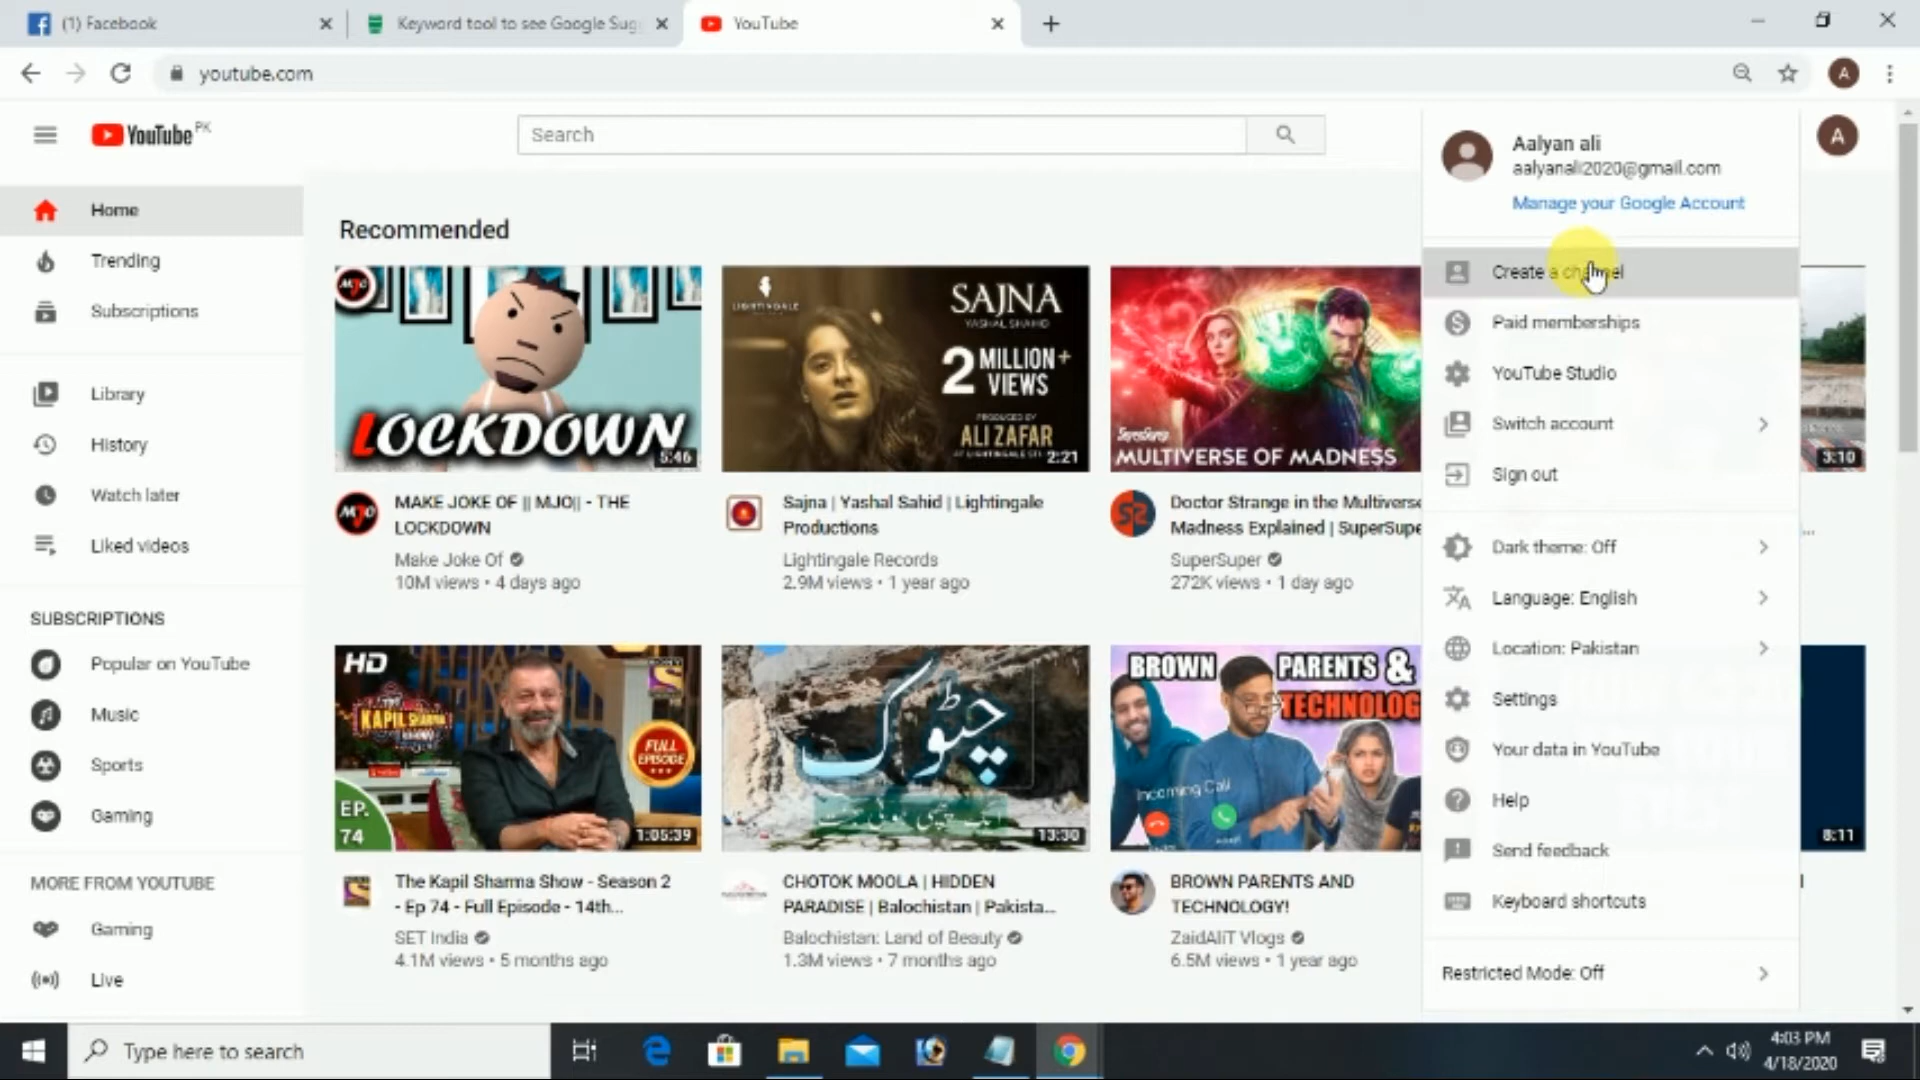 (1) Facebook
Keyword tool to see Google Sug
YouTube
youtube.com
A
YouTube PK
Search
A
Home
Trending
Subscriptions
Library
History
Watch later
Liked videos
SUBSCRIPTIONS
Popular on YouTube
Music
Sports
Gaming
MORE FROM YOUTUBE
Gaming
Live
Recommended
MJO
LOCKDOWN
5:46
MJO
MAKE JOKE OF || MJO|| - THE
LOCKDOWN
Make Joke Of
10M views • 4 days ago
LIGHTINGALE
SAJNA
YASHAL SHAHID
2 MILLION+
VIEWS
PRODUCED BY
ALI ZAFAR
2:21
Sajna | Yashal Sahid | Lightingale
Productions
Lightingale Records
2.9M views • 1 year ago
SuperSuper
MULTIVERSE OF MADNESS
Doctor Strange in the Multiverse
Madness Explained | SuperSupe
SuperSuper
272K views • 1 day ago
3:10
HD
KAPIL SHARMA
FULL
EPISODE
EP.
74
1:05:39
The Kapil Sharma Show - Season 2
- Ep 74 - Full Episode - 14th...
SET India
4.1M views • 5 months ago
چٹوک
13:30
CHOTOK MOOLA | HIDDEN
PARADISE | Balochistan | Pakista...
Balochistan: Land of Beauty
1.3M views • 7 months ago
BROWN PARENTS &
TECHNOLOG
Incoming Call
BROWN PARENTS AND
TECHNOLOGY!
ZaidAliT Vlogs
6.5M views • 1 year ago
8:11
Aalyan ali
aalyanali2020@gmail.com
Manage your Google Account
Create a channel
Paid memberships
YouTube Studio
Switch account
Sign out
Dark theme: Off
Language: English
Location: Pakistan
Settings
Your data in YouTube
Help
Send feedback
Keyboard shortcuts
Restricted Mode: Off
Type here to search
4:03 PM
4/18/2020